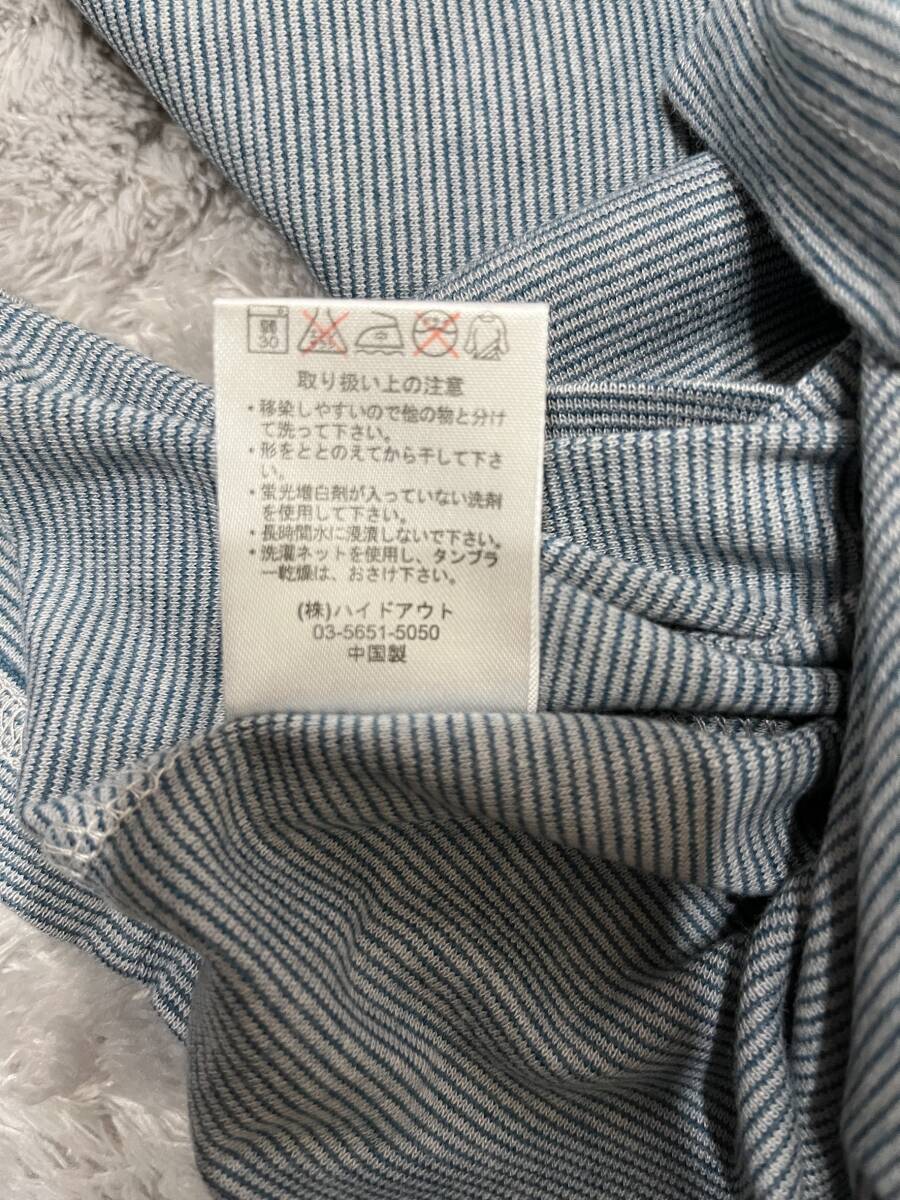 弱
30
取り扱い上の注意
・移染しやすいので他の物と分け
て洗って下さい。
・形をととのえてから干して下さ
い。
・蛍光増白剤が入っていない洗剤
を使用して下さい。
・長時間水に浸漬しないで下さい。
・洗濯ネットを使用し、タンブラ
ー乾燥は、おさけ下さい。
(株)ハイドアウト
03-5651-5050
中国製